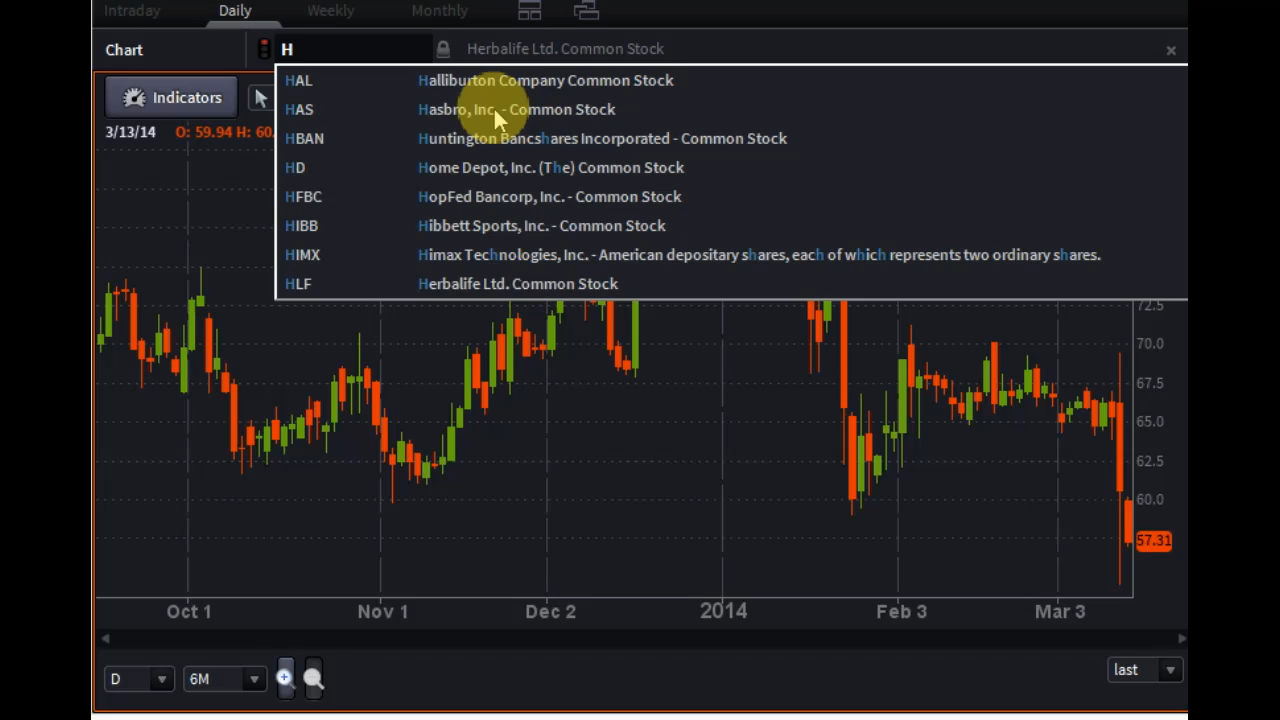 Intraday Daily Weekly Monthly
Chart H Herbalife Ltd. Common Stock
HAL Halliburton Company Common Stock
Indicators
HAS Hasbro, Inc. - Common Stock
3/13/14 O: 59.94 H: 60.
HBAN Huntington Bancshares Incorporated - Common Stock
HD Home Depot, Inc. (The) Common Stock
HFBC HopFed Bancorp, Inc. - Common Stock
HIBB Hibbett Sports, Inc. - Common Stock
HIMX Himax Technologies, Inc. - American depositary shares, each of which represents two ordinary shares.
HLF Herbalife Ltd. Common Stock
72.5
70.0
67.5
65.0
62.5
60.0
57.31
Oct 1 Nov 1 Dec 2 2014 Feb 3 Mar 3
D 6M last